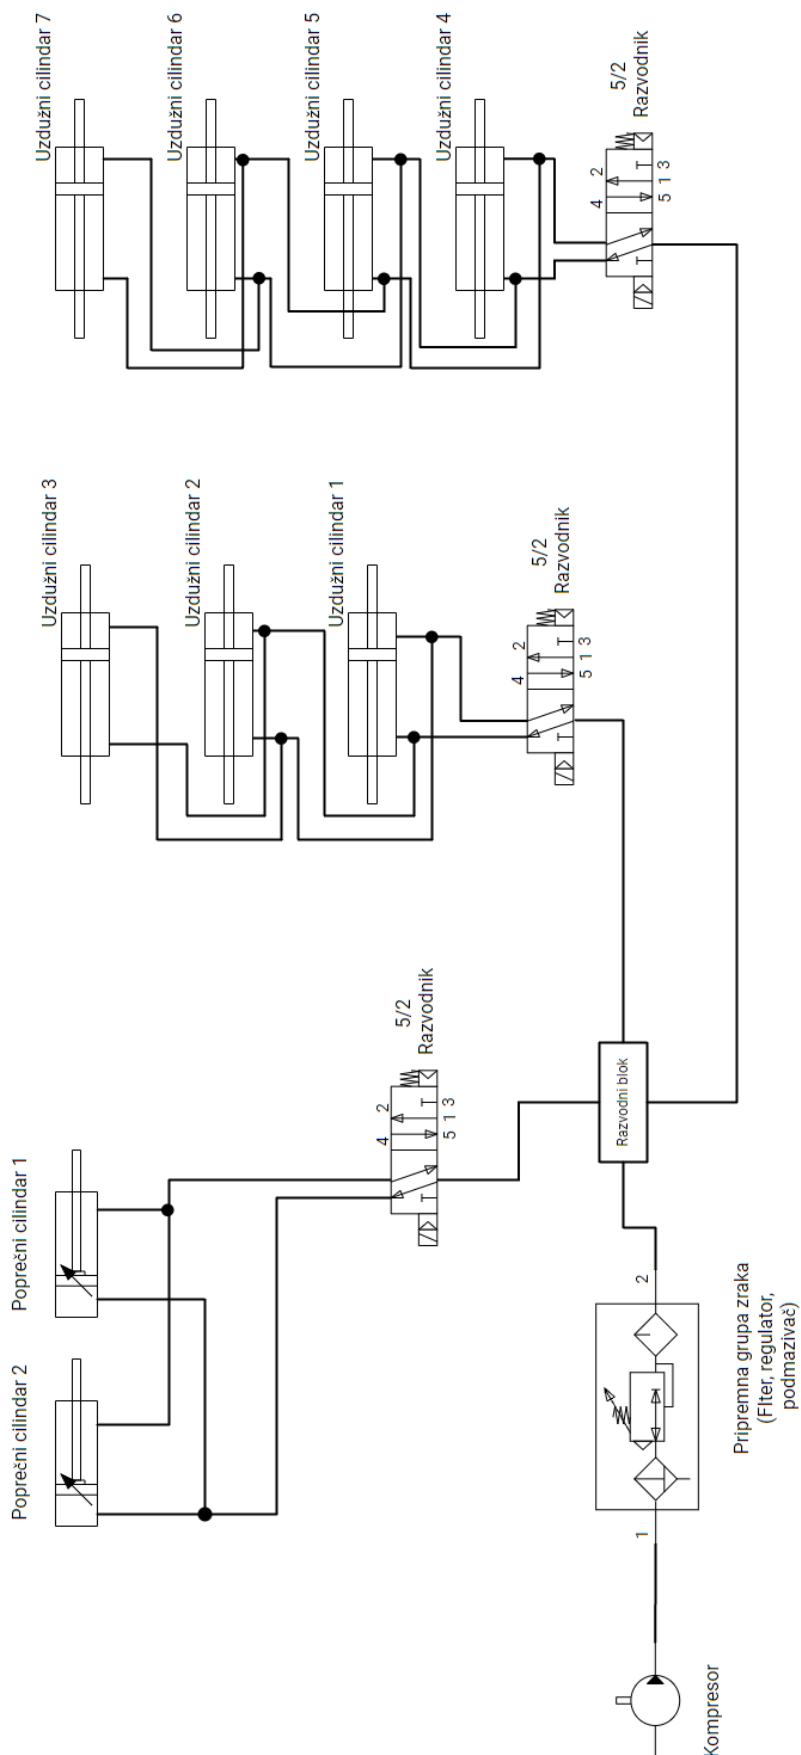 Poprečni cilindar 2
Poprečni cilindar 1
5/2
Razvodnik
4 2
5 1 3
Uzdužni cilindar 3
Uzdužni cilindar 2
Uzdužni cilindar 1
5/2
Razvodnik
4 2
5 1 3
Uzdužni cilindar 7
Uzdužni cilindar 6
Uzdužni cilindar 5
Uzdužni cilindar 4
5/2
Razvodnik
4 2
5 1 3
Razvodni blok
Kompresor
1
2
Pripremna grupa zraka
(FIter, regulator,
podmazivač)